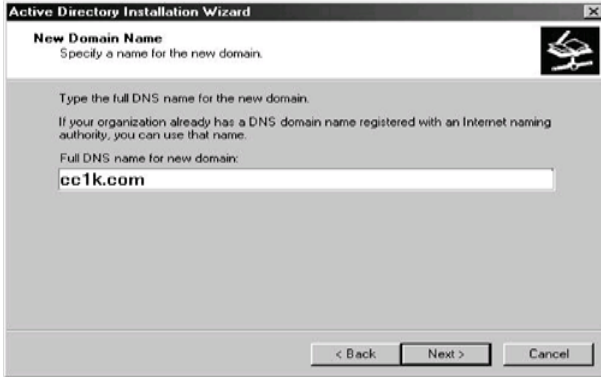 Active Directory Installation Wizard
New Domain Name
Specify a name for the new domain.
Type the full DNS name for the new domain.
If your organization already has a DNS domain name registered with an Internet naming
authority, you can use that name.
Full DNS name for new domain:
cc1k.com
< Back
Next >
Cancel